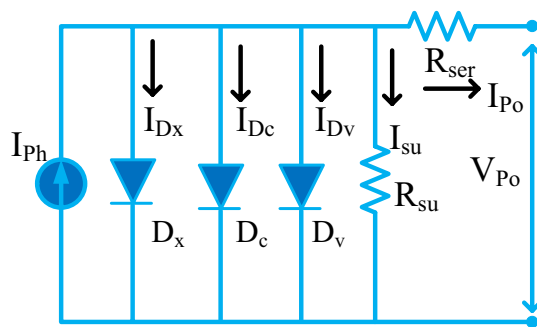 R_ser
I_Dx I_Dc I_Dv I_su I_Po
I_Ph
V_Po
R_su
D_x D_c D_v